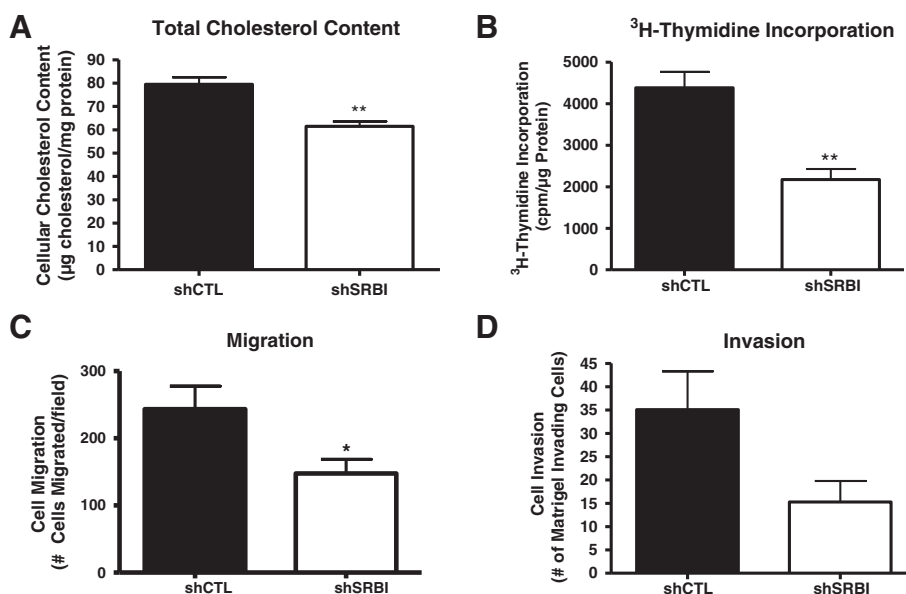 A
Total Cholesterol Content
Cellular Cholesterol Content
(µg cholesterol/mg protein)
100
90
80
70
60
50
40
30
20
10
0
**
shCTL
shSRBI
B
³H-Thymidine Incorporation
³H-Thymidine Incorporation
(cpm/µg Protein)
5000
4000
3000
2000
1000
0
**
shCTL
shSRBI
C
Migration
Cell Migration
(# Cells Migrated/field)
300
200
100
0
*
shCTL
shSRBI
D
Invasion
Cell Invasion
(# of Matrigel Invading Cells)
45
40
35
30
25
20
15
10
5
0
shCTL
shSRBI